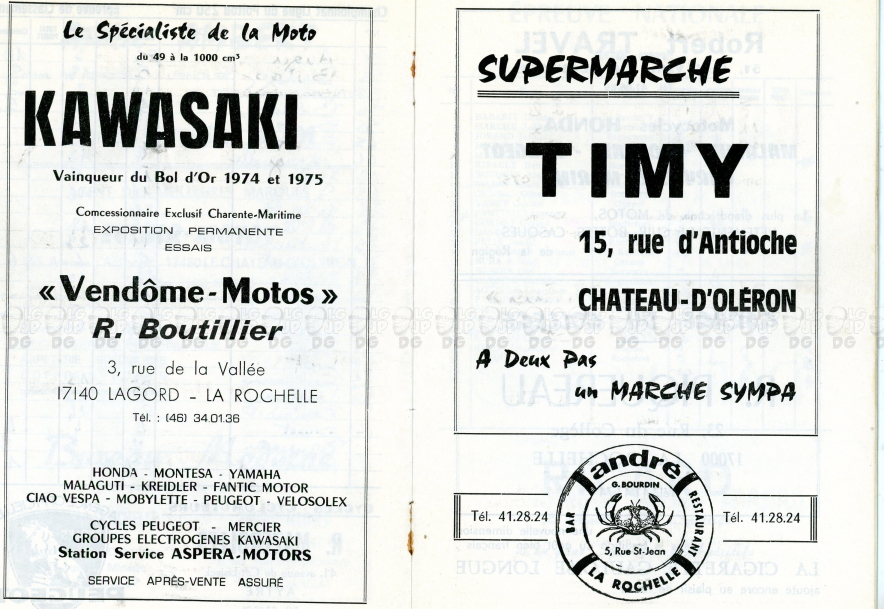 Le Spécialiste de la Moto
du 49 à la 1000 cm³
KAWASAKI
Vainqueur du Bol d'Or 1974 et 1975
Concessionnaire Exclusif Charente-Maritime
EXPOSITION PERMANENTE
ESSAIS
« Vendôme-Motos »
R. Boutillier
3, rue de la Vallée
17140 LAGORD - LA ROCHELLE
Tél. : (46) 34.01.36
HONDA - MONTESA - YAMAHA
MALAGUTI - KREIDLER - FANTIC MOTOR
CIAO VESPA - MOBYLETTE - PEUGEOT - VELOSOLEX
CYCLES PEUGEOT - MERCIER
GROUPES ELECTROGENES KAWASAKI
Station Service ASPERA-MOTORS
SERVICE APRÈS-VENTE ASSURÉ
SUPERMARCHE
TIMY
15, rue d'Antioche
CHATEAU-D'OLÉRON
A Deux Pas
un MARCHE SYMPA
Tél. 41.28.24
andré
G. BOURDIN
BAR
RESTAURANT
5, Rue St-Jean
LA ROCHELLE
Tél. 41.28.24